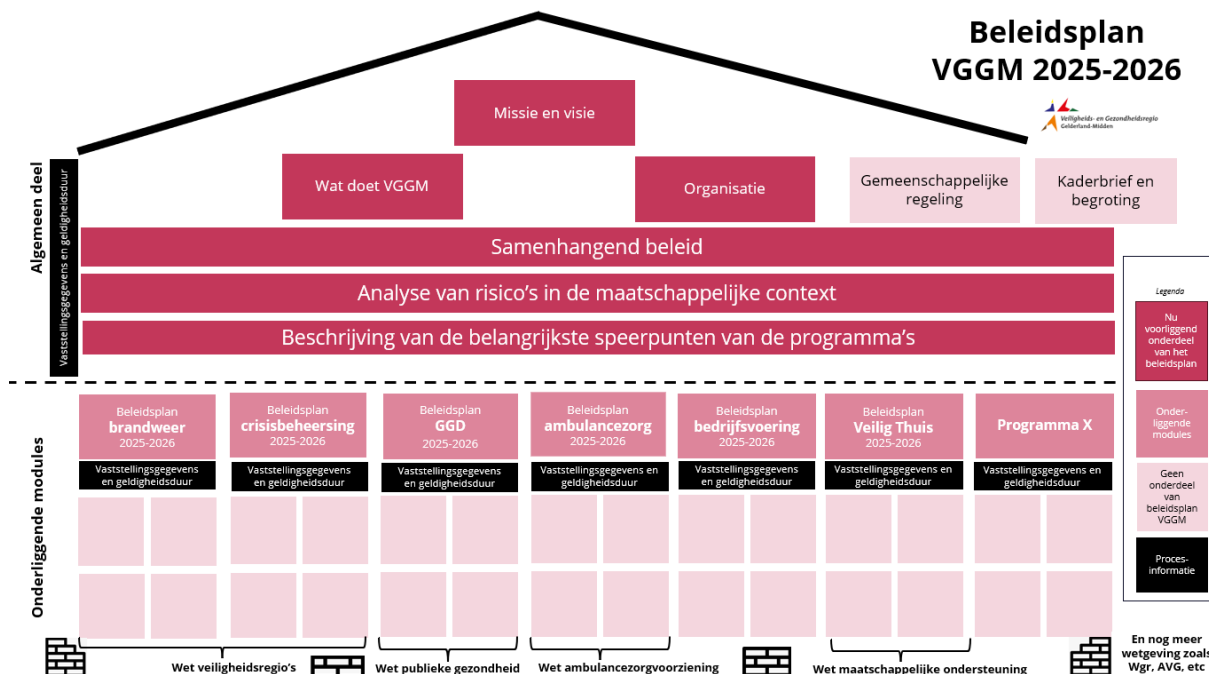 Beleidsplan
VGGM 2025-2026
Veiligheids- en Gezondheidsregio
Gelderland-Midden
Missie en visie
Wat doet VGGM
Organisatie
Gemeenschappelijke
regeling
Kaderbrief en
begroting
Algemeen deel
Vaststellingsgegevens en geldigheidsduur
Samenhangend beleid
Analyse van risico’s in de maatschappelijke context
Beschrijving van de belangrijkste speerpunten van de programma’s
Legenda
Nu
voorliggend
onderdeel
van het
beleidsplan
Onder-
liggende
modules
Geen
onderdeel
van
beleidsplan
VGGM
Proces-
informatie
Onderliggende modules
Beleidsplan
brandweer
2025-2026
Vaststellingsgegevens
en geldigheidsduur
Beleidsplan
crisisbeheersing
2025-2026
Vaststellingsgegevens
en geldigheidsduur
Beleidsplan
GGD
2025-2026
Vaststellingsgegevens
en geldigheidsduur
Beleidsplan
ambulancezorg
2025-2026
Vaststellingsgegevens en
geldigheidsduur
Beleidsplan
bedrijfsvoering
2025-2026
Vaststellingsgegevens
en geldigheidsduur
Beleidsplan
Veilig Thuis
2025-2026
Vaststellingsgegevens en
geldigheidsduur
Programma X
Vaststellingsgegevens en
geldigheidsduur
Wet veiligheidsregio’s
Wet publieke gezondheid
Wet ambulancezorgvoorziening
Wet maatschappelijke ondersteuning
En nog meer
wetgeving zoals
Wgr, AVG, etc